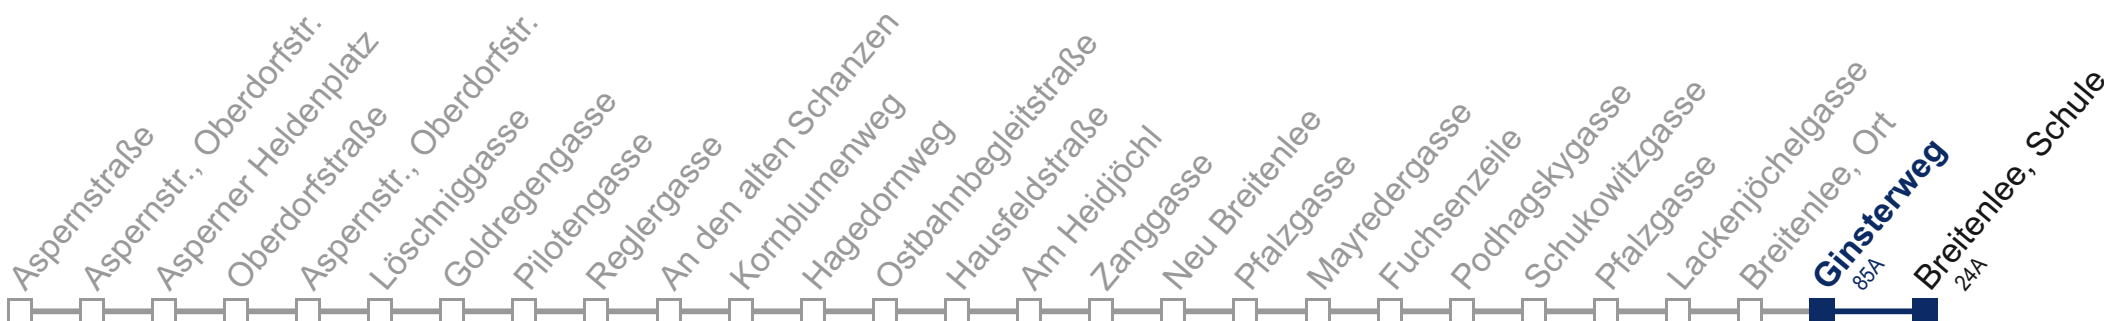 Aspernstraße
Aspernstr., Oberdorfstr.
Asperner Heldenplatz
Oberdorfstraße
Aspernstr., Oberdorfstr.
Löschniggasse
Goldregengasse
Pilotengasse
Reglergasse
An den alten Schanzen
Kornblumenweg
Hagedornweg
Ostbahnbegleitstraße
Hausfeldstraße
Am Heidjöchl
Zanggasse
Neu Breitenlee
Pfalzgasse
Mayredergasse
Fuchsenzeile
Podhagskygasse
Schukowitzgasse
Pfalzgasse
Lackenjöchelgasse
Breitenlee, Ort
Ginsterweg
85A
Breitenlee, Schule
24A